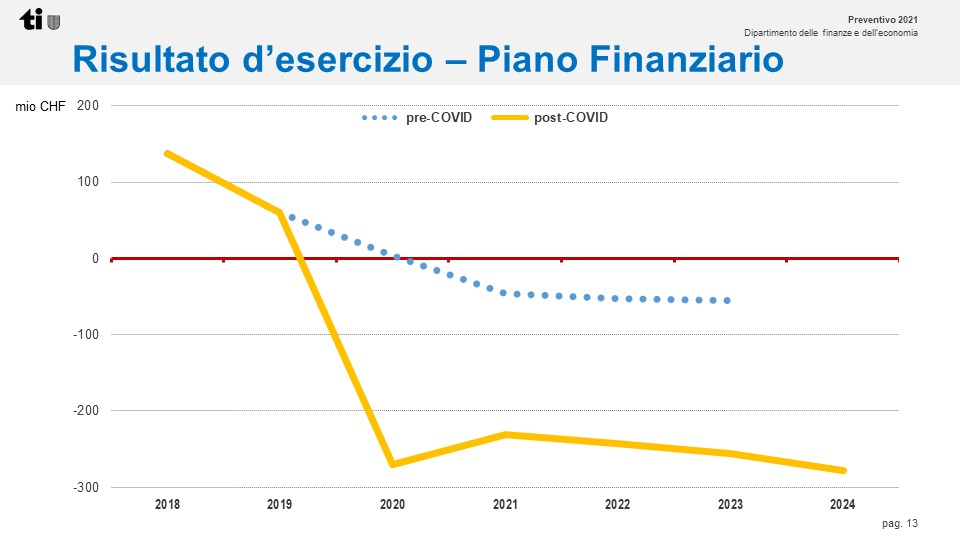 ti
Preventivo 2021
Dipartimento delle finanze e dell'economia
Risultato d’esercizio – Piano Finanziario
mio CHF
200
pre-COVID post-COVID
100
0
-100
-200
-300
2018 2019 2020 2021 2022 2023 2024
pag. 13